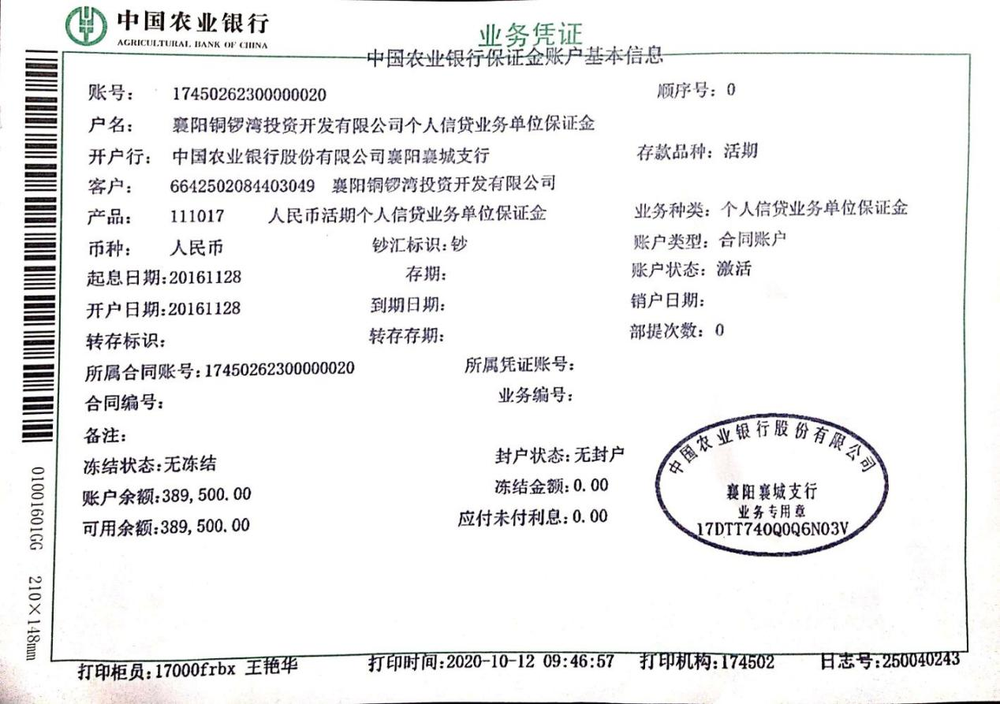 中国农业银行
AGRICULTURAL BANK OF CHINA
业务凭证
中国农业银行保证金账户基本信息
账号： 17450262300000020 顺序号：0
户名： 襄阳铜锣湾投资开发有限公司个人信贷业务单位保证金
开户行： 中国农业银行股份有限公司襄阳襄城支行 存款品种：活期
客户： 6642502084403049 襄阳铜锣湾投资开发有限公司
产品： 111017 人民币活期个人信贷业务单位保证金 业务种类：个人信贷业务单位保证金
币种： 人民币 钞汇标识:钞 账户类型：合同账户
起息日期:20161128 存期: 账户状态：激活
开户日期:20161128 到期日期: 销户日期:
转存标识: 转存存期: 部提次数：0
所属合同账号:17450262300000020 所属凭证账号:
合同编号: 业务编号:
备注:
冻结状态:无冻结 封户状态:无封户
账户余额:389,500.00 冻结金额:0.00
可用余额:389,500.00 应付未付利息:0.00
中国农业银行股份有限公司
襄阳襄城支行
业务专用章
17DTT740Q0Q6N03V
01001601GG 210×148mm
打印柜员:17000frbx 王艳华 打印时间:2020-10-12 09:46:57 打印机构:174502 日志号:250040243